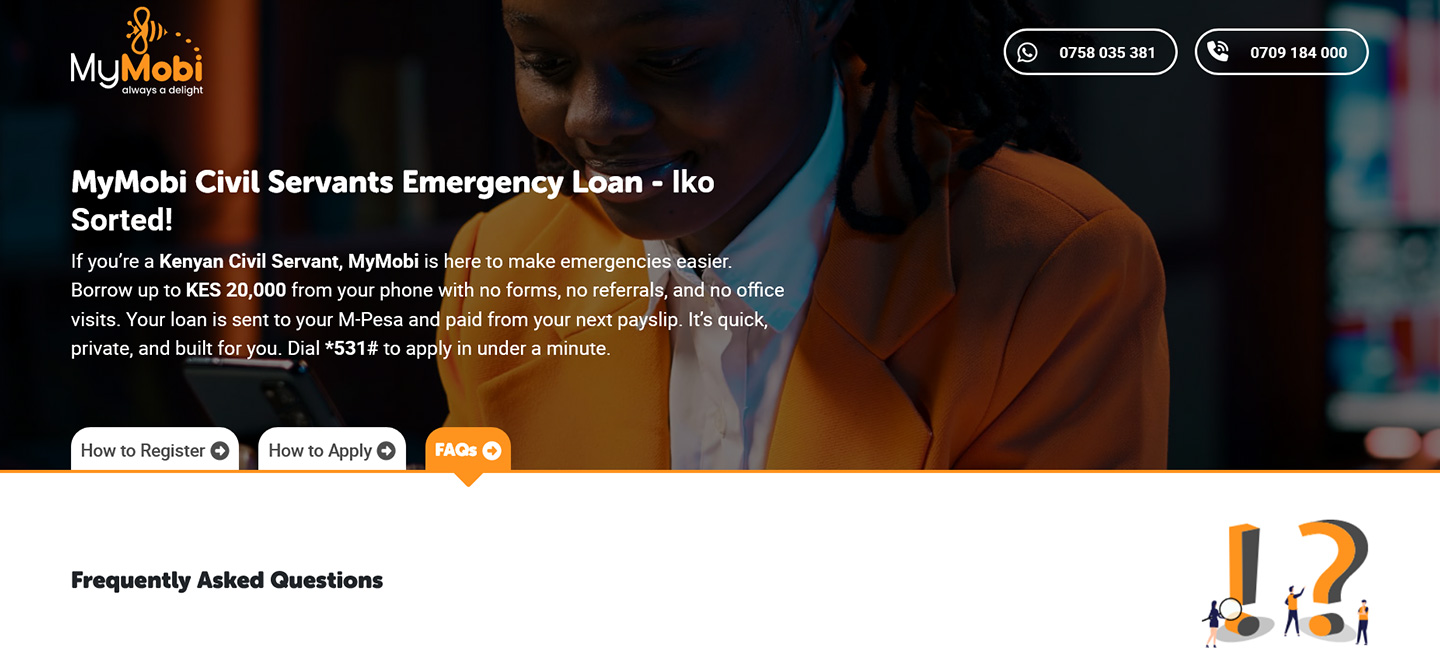 MyMobi
always a delight
0758 035 381
0709 184 000
MyMobi Civil Servants Emergency Loan - Iko
Sorted!
If you’re a Kenyan Civil Servant, MyMobi is here to make emergencies easier.
Borrow up to KES 20,000 from your phone with no forms, no referrals, and no office
visits. Your loan is sent to your M-Pesa and paid from your next payslip. It’s quick,
private, and built for you. Dial *531# to apply in under a minute.
How to Register
How to Apply
FAQs
Frequently Asked Questions
!?